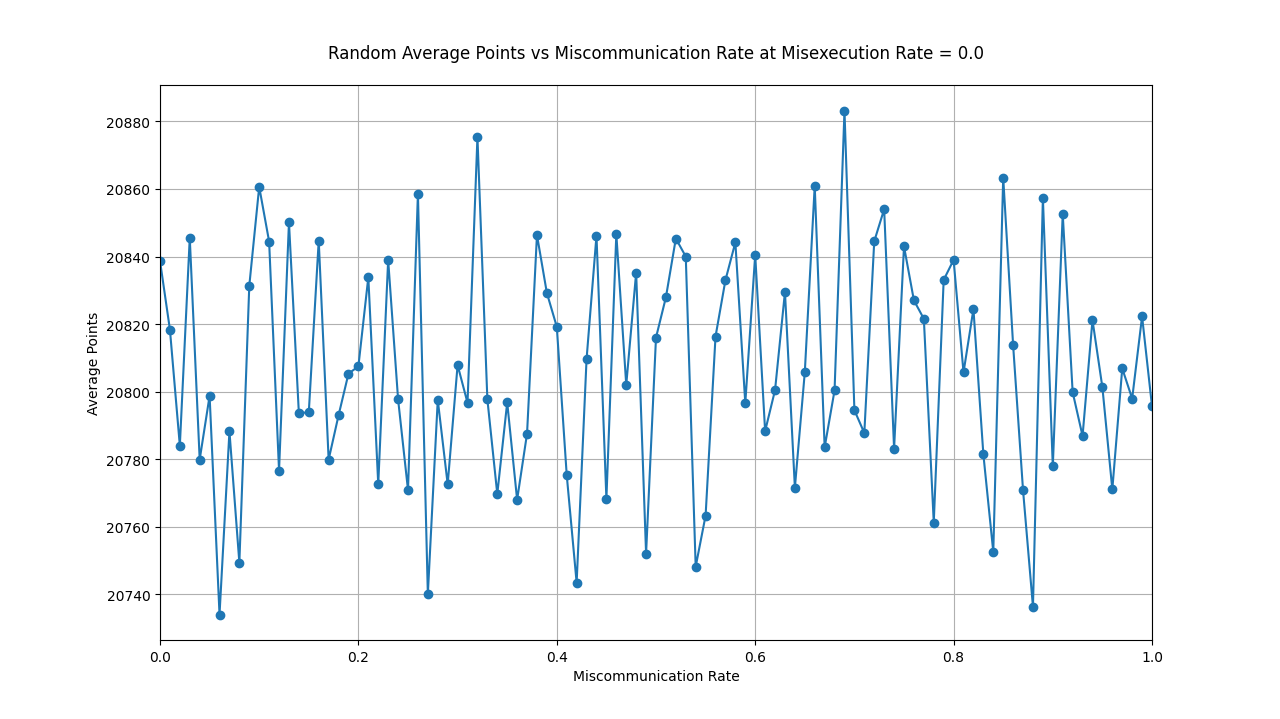 Random Average Points vs Miscommunication Rate at Misexecution Rate = 0.0
20880
20860
20840
20820
20800
20780
20760
20740
Average Points
0.0 0.2 0.4 0.6 0.8 1.0
Miscommunication Rate